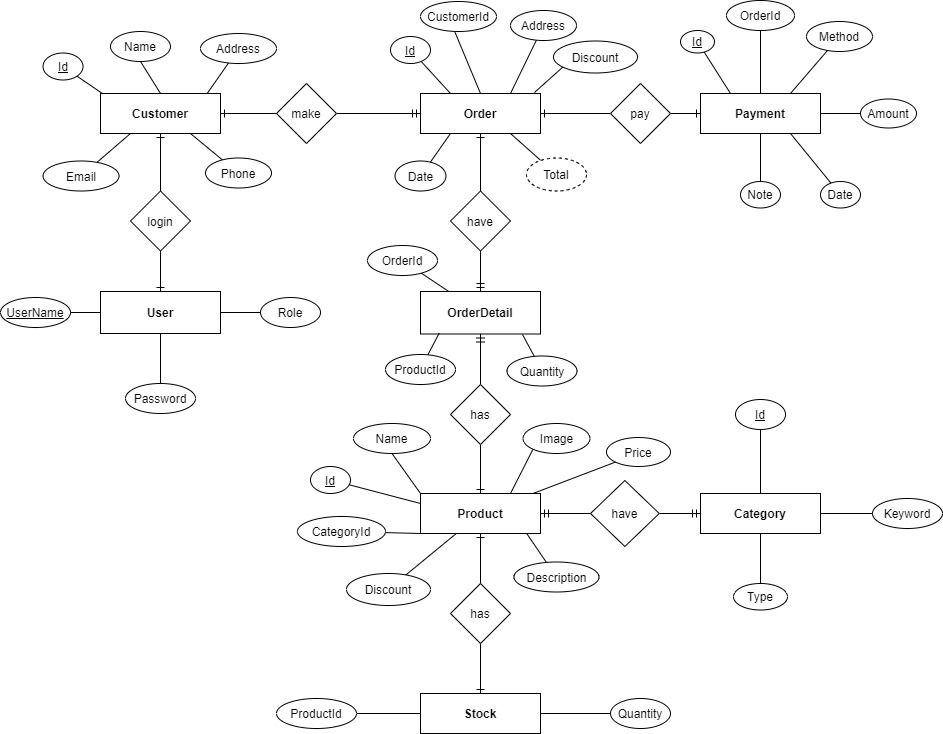 CustomerId
OrderId
Address
Id
Method
Name
Address
Id
Id
Discount
Customer
make
Order
pay
Payment
Amount
Email
Phone
Date
Total
Note
Date
login
have
OrderId
UserName
User
Role
OrderDetail
ProductId
Quantity
Password
has
Id
Name
Image
Price
Id
Product
have
Category
Keyword
CategoryId
Discount
Description
Type
has
ProductId
Stock
Quantity